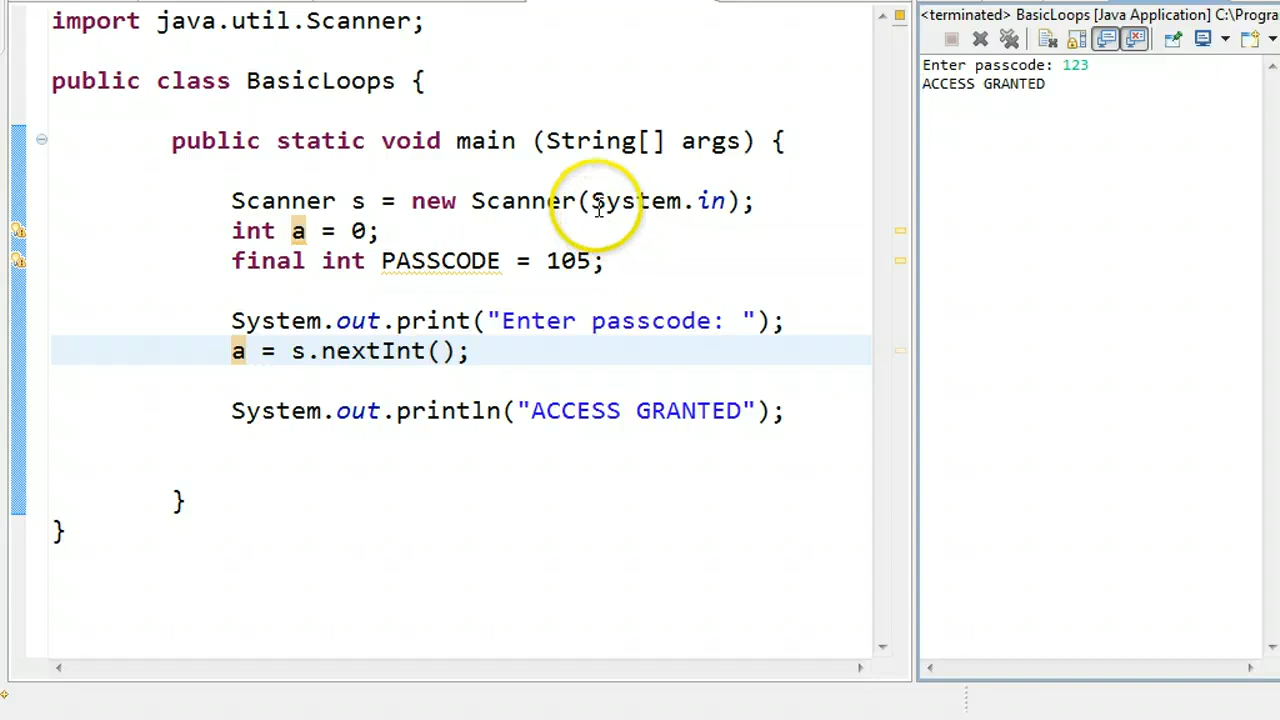 import java.util.Scanner;
public class BasicLoops {
public static void main (String[] args) {
Scanner s = new Scanner(System.in);
int a = 0;
final int PASSCODE = 105;
System.out.print("Enter passcode: ");
a = s.nextInt();
System.out.println("ACCESS GRANTED");
}
}
<terminated> BasicLoops [Java Application] C:\Progra
Enter passcode: 123
ACCESS GRANTED